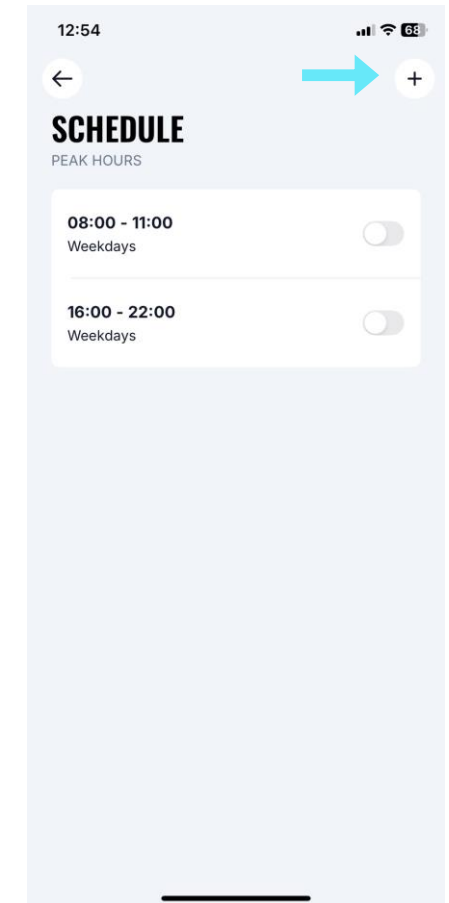 12:54
68
SCHEDULE
PEAK HOURS
08:00 - 11:00
Weekdays
16:00 - 22:00
Weekdays